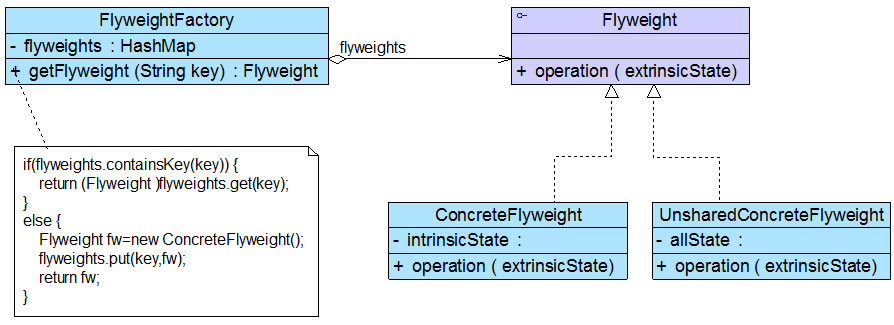 FlyweightFactory
- flyweights : HashMap
+ getFlyweight (String key) : Flyweight
flyweights
Flyweight
+ operation ( extrinsicState)
if(flyweights.containsKey(key)) {
return (Flyweight )flyweights.get(key);
}
else {
Flyweight fw=new ConcreteFlyweight();
flyweights.put(key,fw);
return fw;
}
ConcreteFlyweight
- intrinsicState :
+ operation ( extrinsicState)
UnsharedConcreteFlyweight
- allState :
+ operation ( extrinsicState)